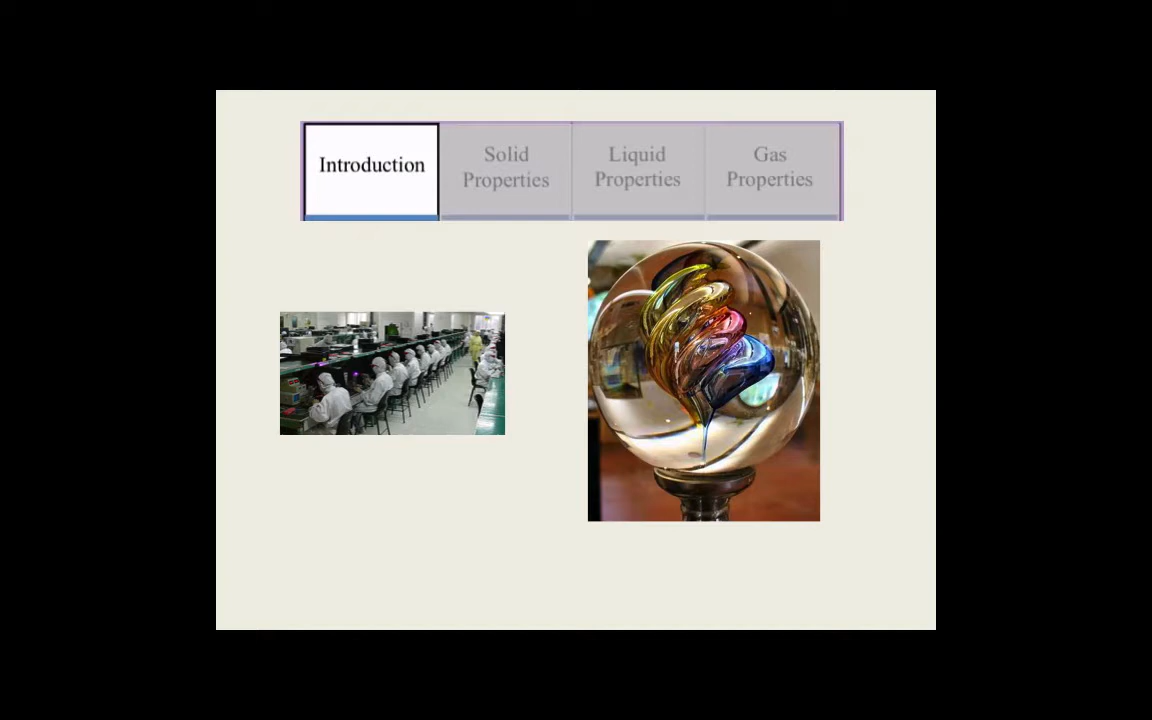 Introduction
Solid
Properties
Liquid
Properties
Gas
Properties